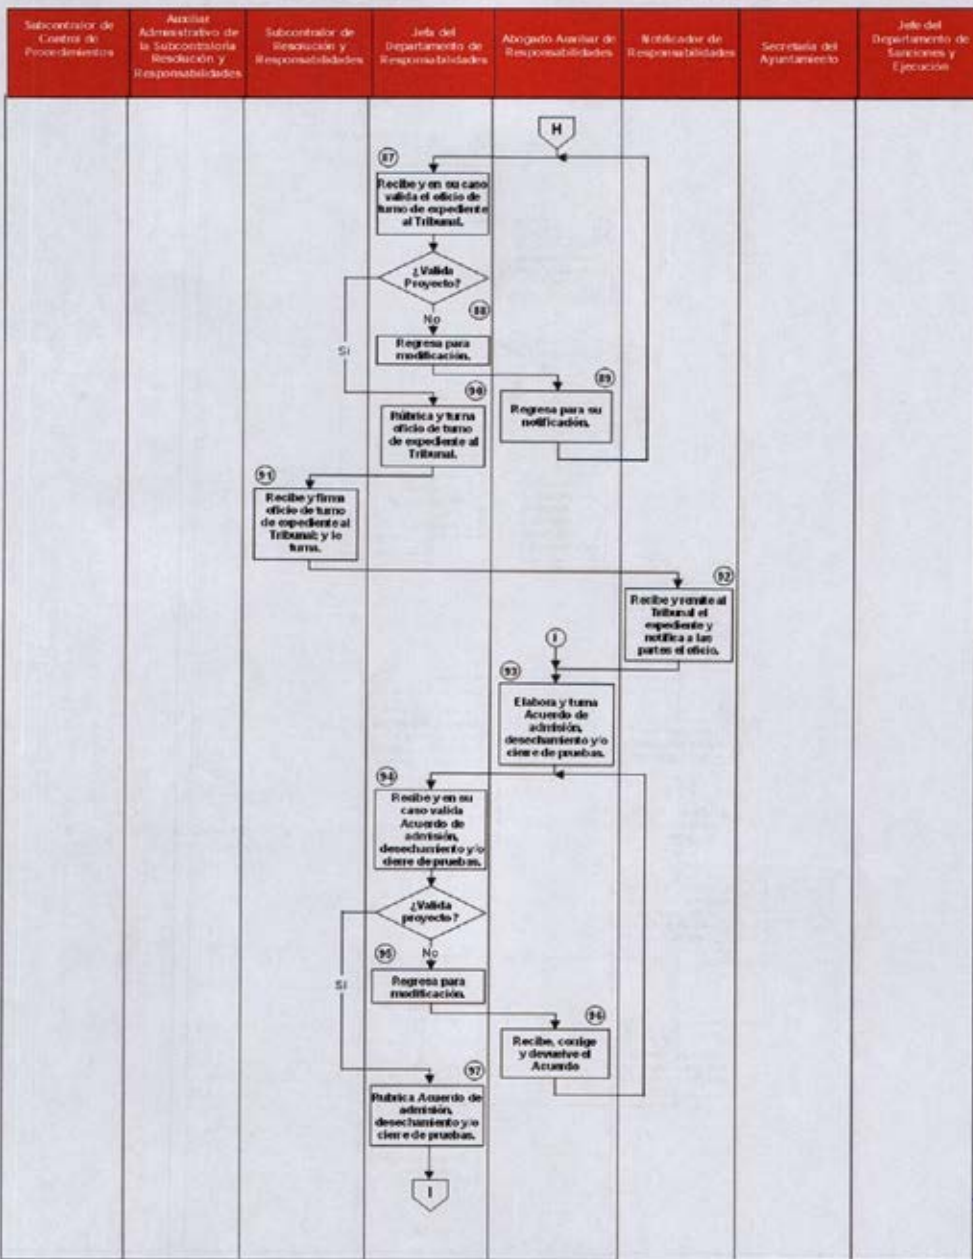 Subcontralor de
Control de
Procedimientos
Auxiliar
Administrativo de
la Subcontraloría
Resolución y
Responsabilidades
Subcontralor de
Resolución y
Responsabilidades
Jefa del
Departamento de
Responsabilidades
Abogado Auxiliar de
Responsabilidades
Notificador de
Responsabilidades
Secretaría del
Ayuntamiento
Jefe del
Departamento de
Sanciones y
Ejecución
H
87
Recibe y en su caso
valida el oficio de
turno de expediente
al Tribunal.
¿Valida
Proyecto?
88
No
Si
Regresa para
modificación.
89
Regresa para su
notificación.
90
Rúbrica y turna
oficio de turno
de expediente al
Tribunal.
91
Recibe y firma
oficio de turno
de expediente al
Tribunal; y lo
turna.
92
Recibe y remite al
Tribunal el
expediente y
notifica a las
partes el oficio.
I
93
Elabora y turna
Acuerdo de
admisión,
desechamiento y/o
cierre de pruebas.
94
Recibe y en su
caso valida
Acuerdo de
admisión,
desechamiento y/o
cierre de pruebas.
¿Valida
proyecto?
95
No
Si
Regresa para
modificación.
96
Recibe, corrige
y devuelve el
Acuerdo
97
Rubrica Acuerdo de
admisión,
desechamiento y/o
cierre de pruebas.
I